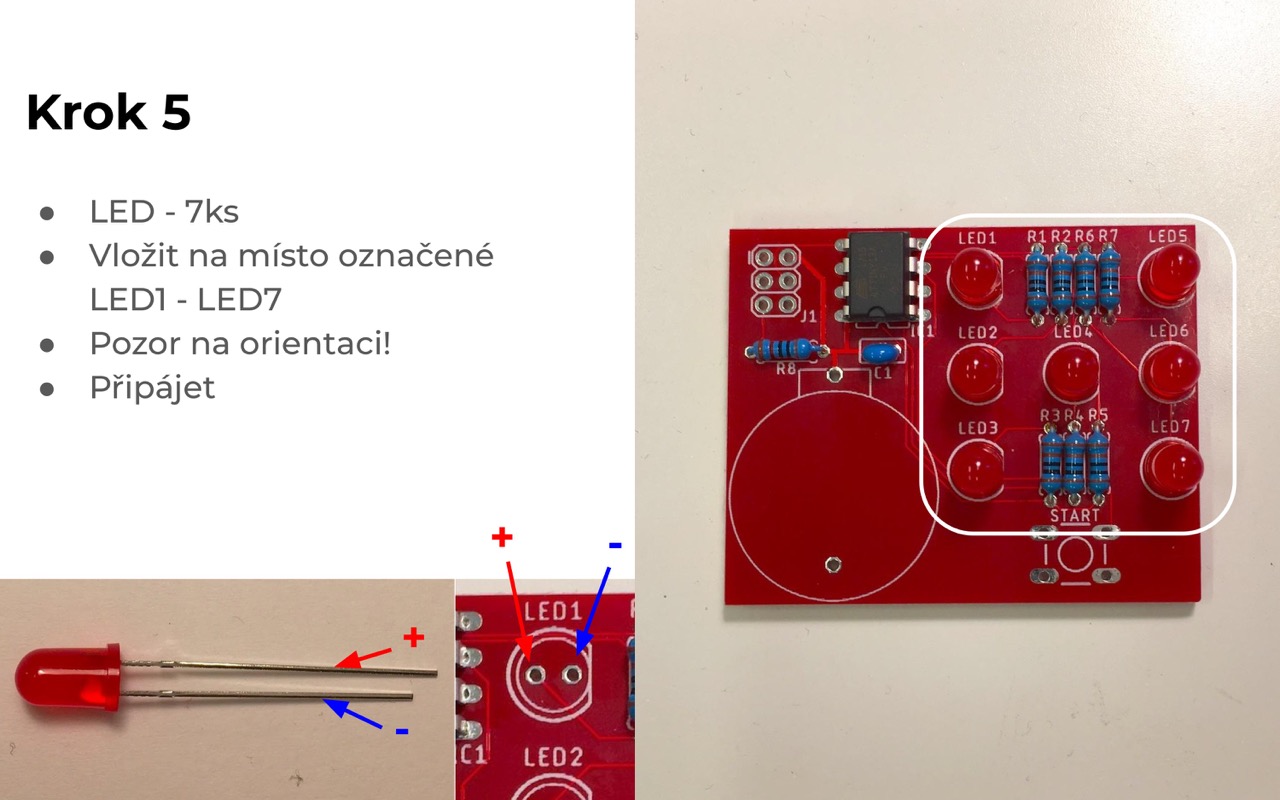 Krok 5
● LED - 7ks
● Vložit na místo označené
LED1 - LED7
● Pozor na orientaci!
● Připájet
+
-
+
-
LED1
C1
LED2
LED1
R1 R2 R6 R7
LED5
J1
IC1
LED2
LED4
LED6
R8
C1
LED3
R3 R4 R5
LED7
START